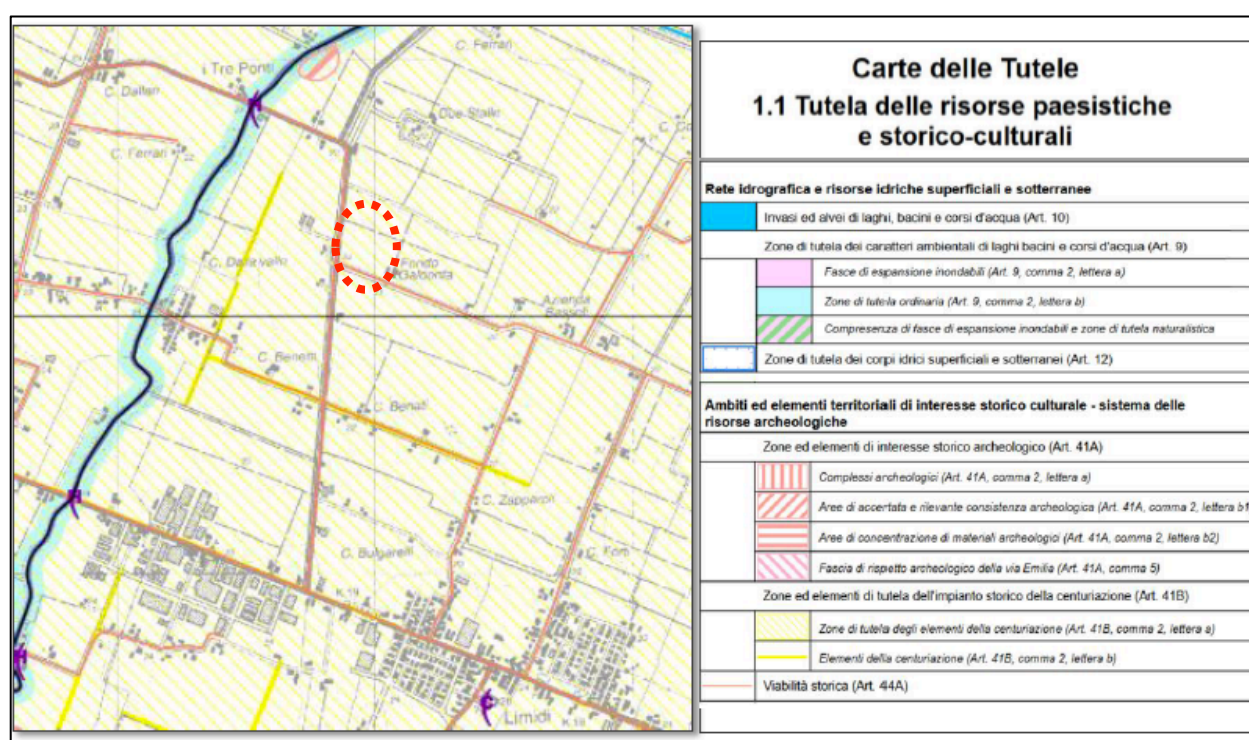 C. Ferrari
i Tre Ponti
C. Dallari
Due Stalle
C. Ferrari
C. Dallavalle
Fondo
Galeotta
Azienda
Bassoli
C. Benetti
C. Benati
C. Zapparoli
C. Bulgarelli
C. Forti
K.19
Limidi
K.18
Carte delle Tutele
1.1 Tutela delle risorse paesistiche
e storico-culturali
Rete idrografica e risorse idriche superficiali e sotterranee
Invasi ed alvei di laghi, bacini e corsi d'acqua (Art. 10)
Zone di tutela dei caratteri ambientali di laghi bacini e corsi d'acqua (Art. 9)
Fasce di espansione inondabili (Art. 9, comma 2, lettera a)
Zone di tutela ordinaria (Art. 9, comma 2, lettera b)
Compresenza di fasce di espansione inondabili e zone di tutela naturalistica
Zone di tutela dei corpi idrici superficiali e sotterranei (Art. 12)
Ambiti ed elementi territoriali di interesse storico culturale - sistema delle
risorse archeologiche
Zone ed elementi di interesse storico archeologico (Art. 41A)
Complessi archeologici (Art. 41A, comma 2, lettera a)
Aree di accertata e rilevante consistenza archeologica (Art. 41A, comma 2, lettera b1
Aree di concentrazione di materiali archeologici (Art. 41A, comma 2, lettera b2)
Fascia di rispetto archeologico della via Emilia (Art. 41A, comma 5)
Zone ed elementi di tutela dell'impianto storico della centuriazione (Art. 41B)
Zone di tutela degli elementi della centuriazione (Art. 41B, comma 2, lettera a)
Elementi della centuriazione (Art. 41B, comma 2, lettera b)
Viabilità storica (Art. 44A)